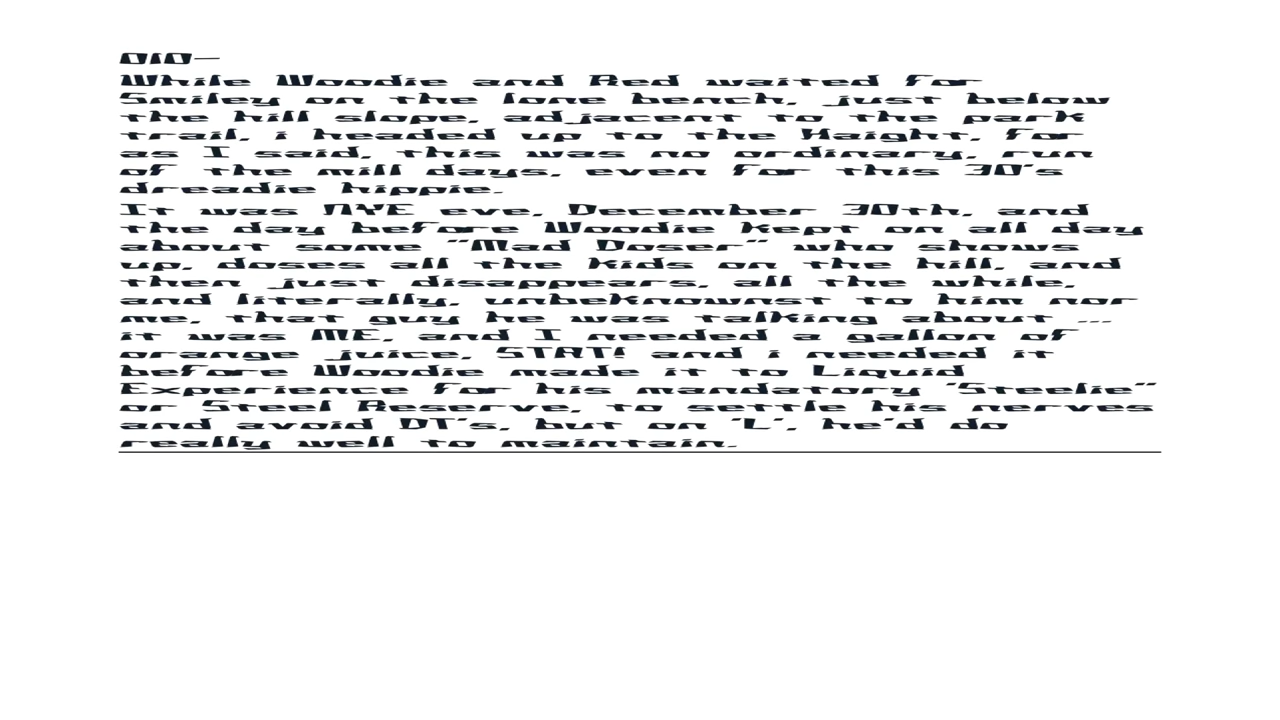 010—
While Woodie and Red waited for
Smiley on the lone bench, just below
the hill slope, adjacent to the park
trail, i headed up to the Haight, for
as I said, this was no ordinary, run
of the mill days, even for this 30's
dreadie hippie.
It was NYE eve, December 30th, and
the day before Woodie kept on all day
about some "Mad Doser" who shows
up, doses all the kids on the hill, and
then just disappears, all the while,
and literally, unbeknownst to him nor
me, that guy he was talking about ...
it was ME, and I needed a gallon of
orange juice, STAT! and i needed it
before Woodie made it to Liquid
Experience for his mandatory "Steelie"
or Steel Reserve, to settle his nerves
and avoid DT's, but on 'L', he'd do
really well to maintain.